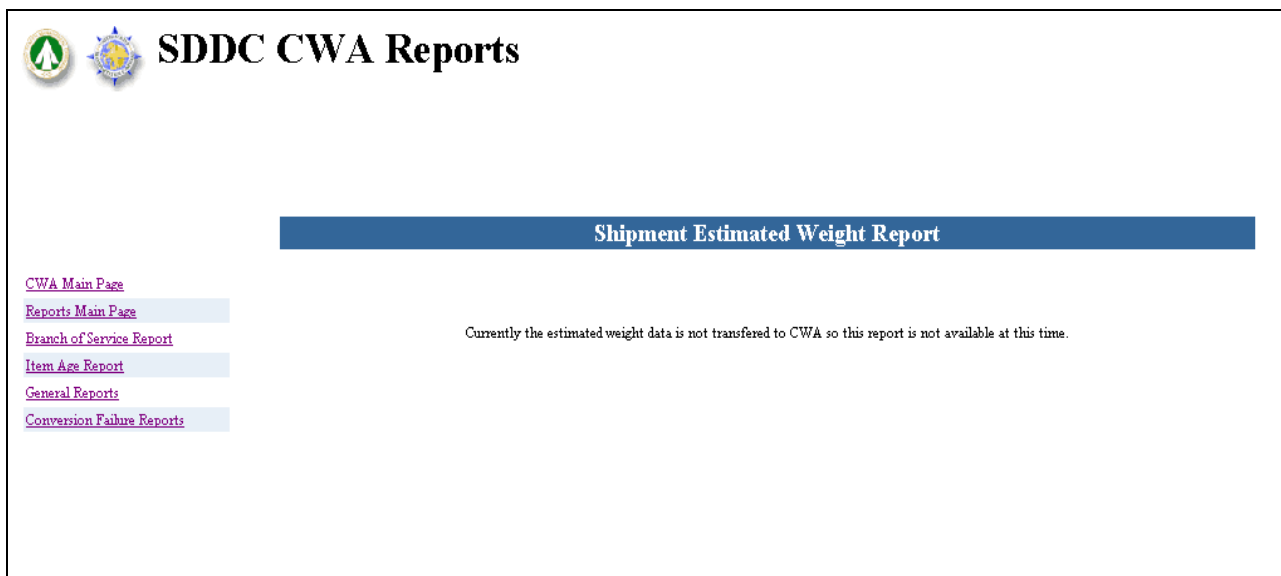 SDDC CWA Reports
Shipment Estimated Weight Report
CWA Main Page
Reports Main Page
Branch of Service Report
Item Age Report
General Reports
Conversion Failure Reports
Currently the estimated weight data is not transfered to CWA so this report is not available at this time.